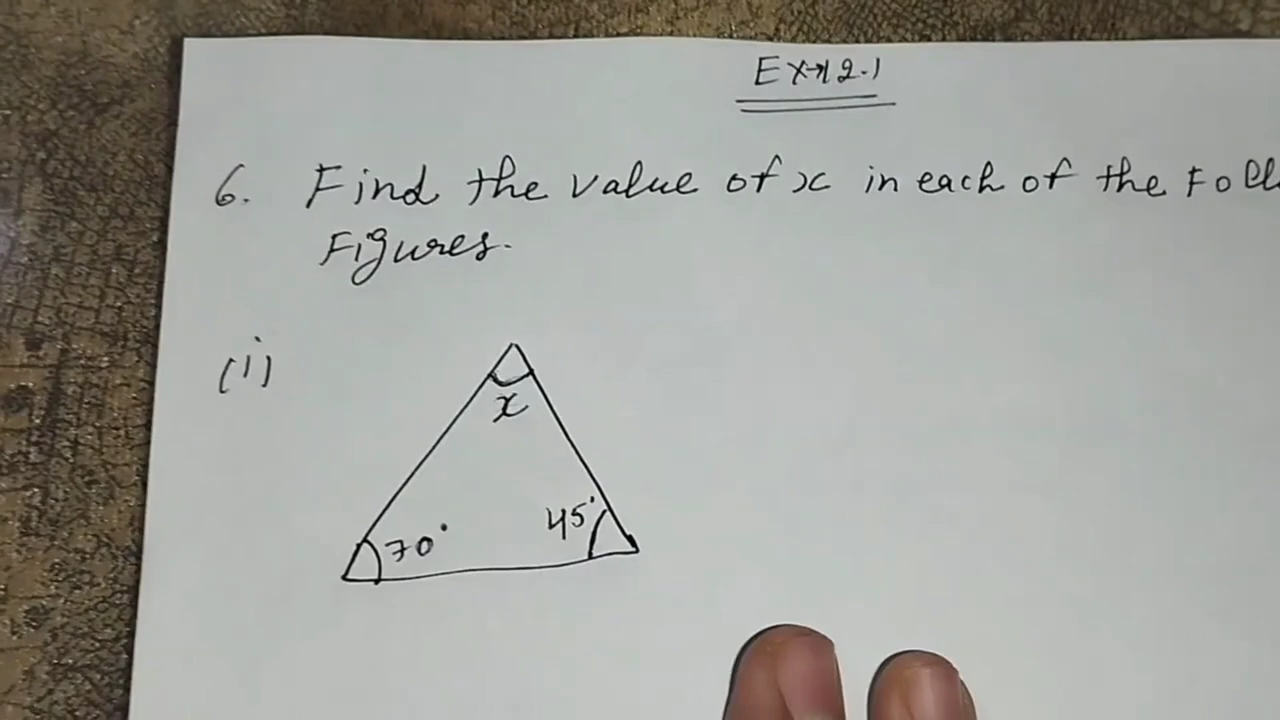 Ex→12.1
6. Find the value of x in each of the
Figures.
(i)
x
70°
45°